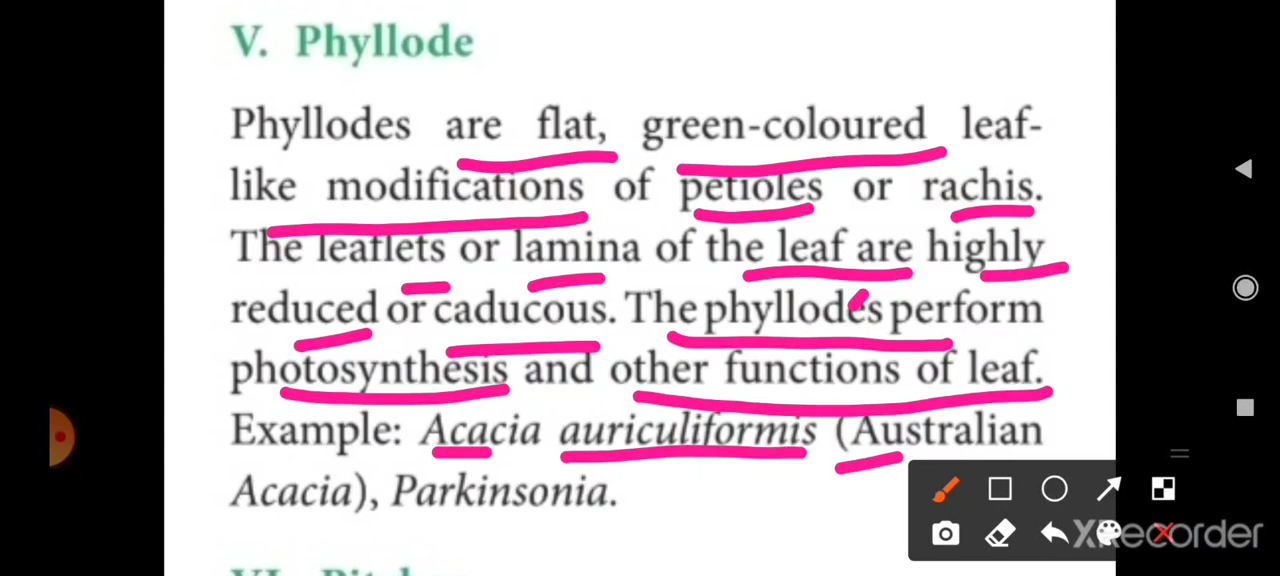 V. Phyllode
Phyllodes are flat, green-coloured leaf-
like modifications of petioles or rachis.
The leaflets or lamina of the leaf are highly
reduced or caducous. The phyllodes perform
photosynthesis and other functions of leaf.
Example: Acacia auriculiformis (Australian
Acacia), Parkinsonia.
XRecorder